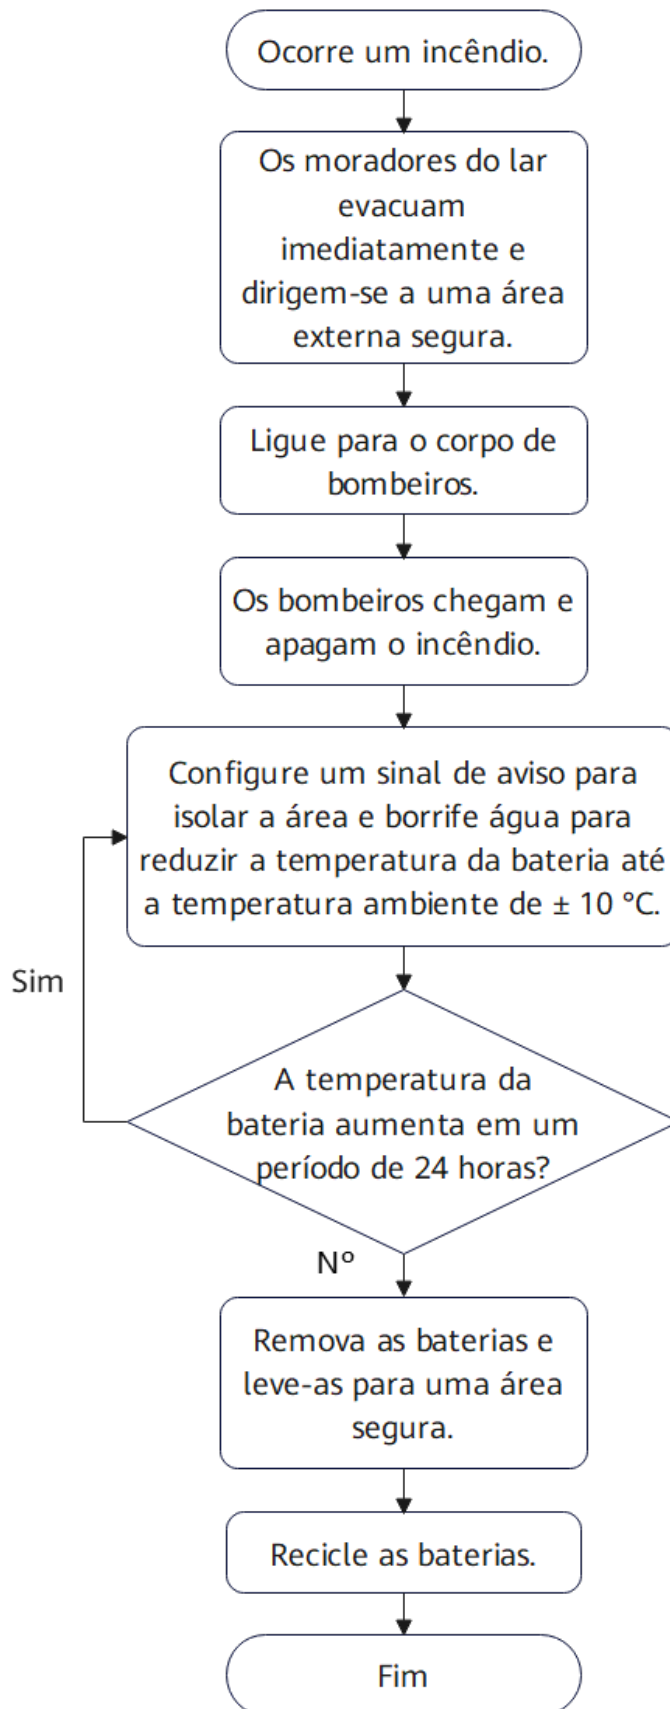 Ocorre um incêndio.
Os moradores do lar
evacuam
imediatamente e
dirigem-se a uma área
externa segura.
Ligue para o corpo de
bombeiros.
Os bombeiros chegam e
apagam o incêndio.
Configure um sinal de aviso para
isolar a área e borrife água para
reduzir a temperatura da bateria até
a temperatura ambiente de ± 10 °C.
Sim
A temperatura da
bateria aumenta em um
período de 24 horas?
Nº
Remova as baterias e
leve-as para uma área
segura.
Recicle as baterias.
Fim